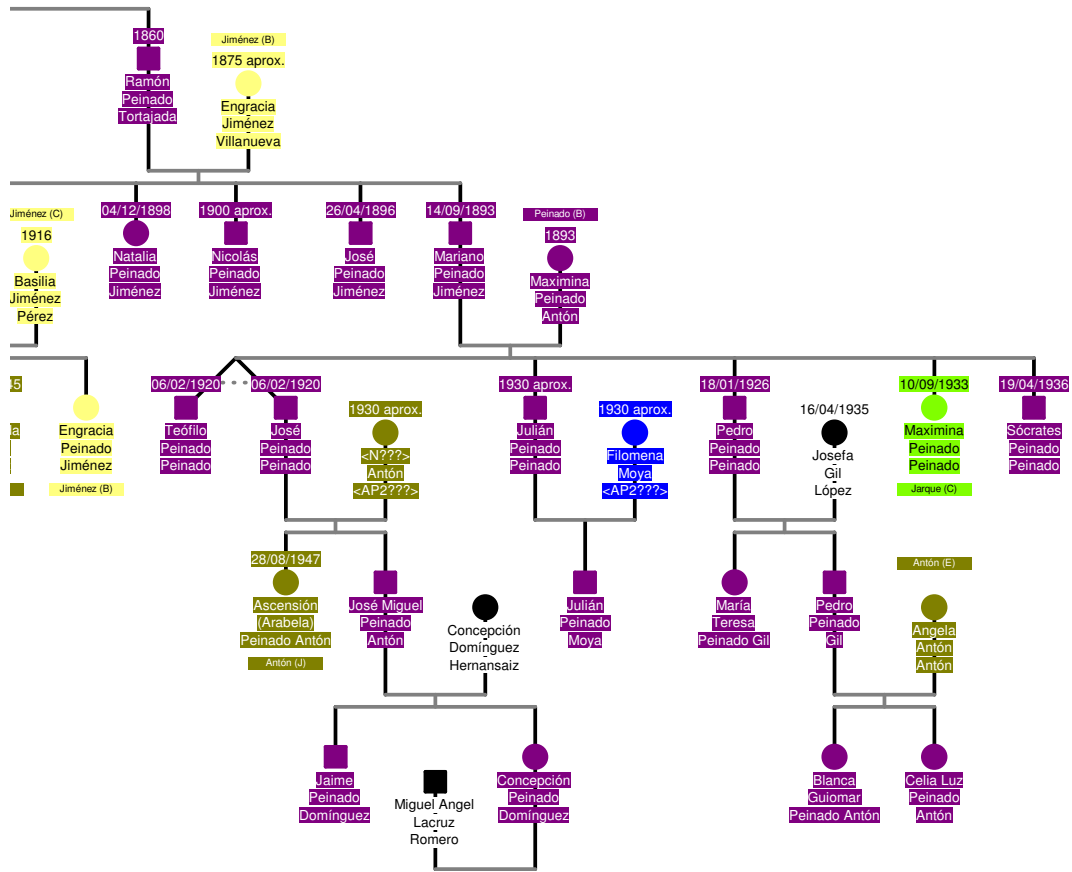 1860
Ramón
Peinado
Tortajada
Jiménez (B)
1875 aprox.
Engracia
Jiménez
Villanueva
Jiménez (C)
1916
Basilia
Jiménez
Pérez
04/12/1898
Natalia
Peinado
Jiménez
1900 aprox.
Nicolás
Peinado
Jiménez
26/04/1896
José
Peinado
Jiménez
14/09/1893
Mariano
Peinado
Jiménez
Peinado (B)
1893
Maximina
Peinado
Antón
45
Engracia
Peinado
Jiménez
Jiménez (B)
06/02/1920
Teófilo
Peinado
Peinado
06/02/1920
José
Peinado
Peinado
1930 aprox.
<N???>
Antón
<AP2???>
1930 aprox.
Julián
Peinado
Peinado
1930 aprox.
Filomena
Moya
<AP2???>
18/01/1926
Pedro
Peinado
Peinado
16/04/1935
Josefa
Gil
López
10/09/1933
Maximina
Peinado
Peinado
Jarque (C)
19/04/1936
Sócrates
Peinado
Peinado
28/08/1947
Ascensión
(Arabela)
Peinado Antón
Antón (J)
José Miguel
Peinado
Antón
Concepción
Domínguez
Hernansaiz
Julián
Peinado
Moya
María
Teresa
Peinado Gil
Pedro
Peinado
Gil
Antón (E)
Angela
Antón
Antón
Jaime
Peinado
Domínguez
Miguel Angel
Lacruz
Romero
Concepción
Peinado
Domínguez
Blanca
Guiomar
Peinado Antón
Celia Luz
Peinado
Antón